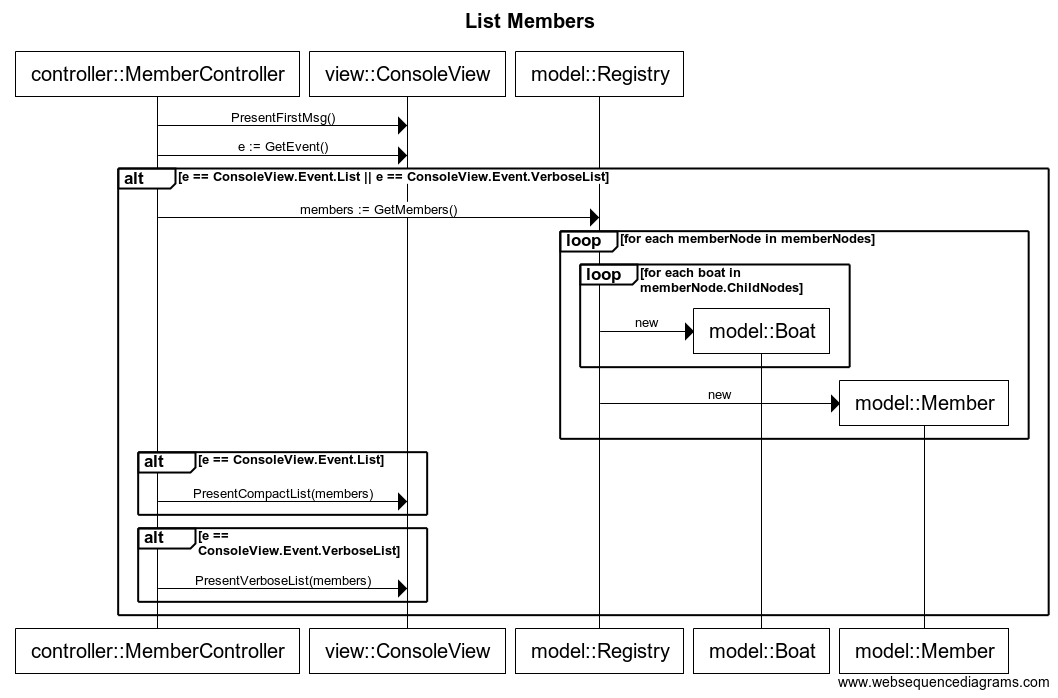 List Members
controller::MemberController
view::ConsoleView
model::Registry
PresentFirstMsg()
e := GetEvent()
alt
[e == ConsoleView.Event.List || e == ConsoleView.Event.VerboseList]
members := GetMembers()
loop
[for each memberNode in memberNodes]
loop
[for each boat in
memberNode.ChildNodes]
new
model::Boat
new
model::Member
alt
[e == ConsoleView.Event.List]
PresentCompactList(members)
alt
[e ==
ConsoleView.Event.VerboseList]
PresentVerboseList(members)
controller::MemberController
view::ConsoleView
model::Registry
model::Boat
model::Member
www.websequencediagrams.com